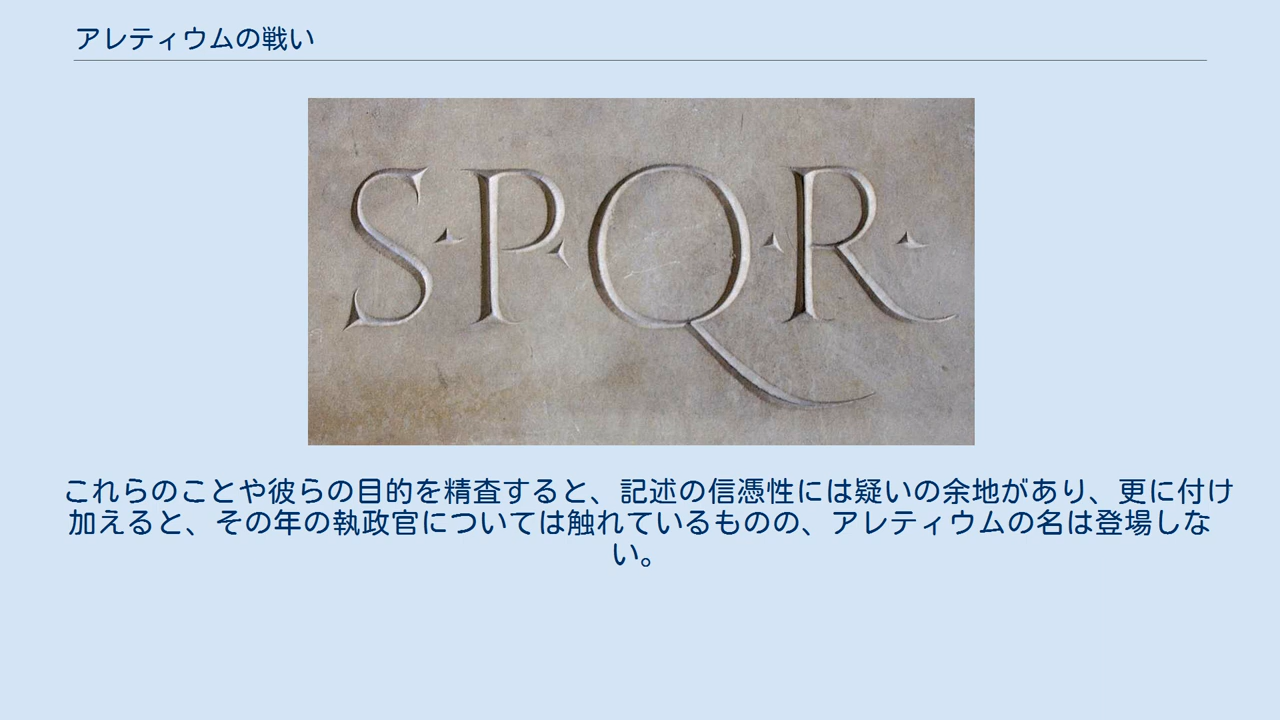 アレティウムの戦い
S·P·Q·R·
これらのことや彼らの目的を精査すると、記述の信憑性には疑いの余地があり、更に付け
加えると、その年の執政官については触れているものの、アレティウムの名は登場しな
い。